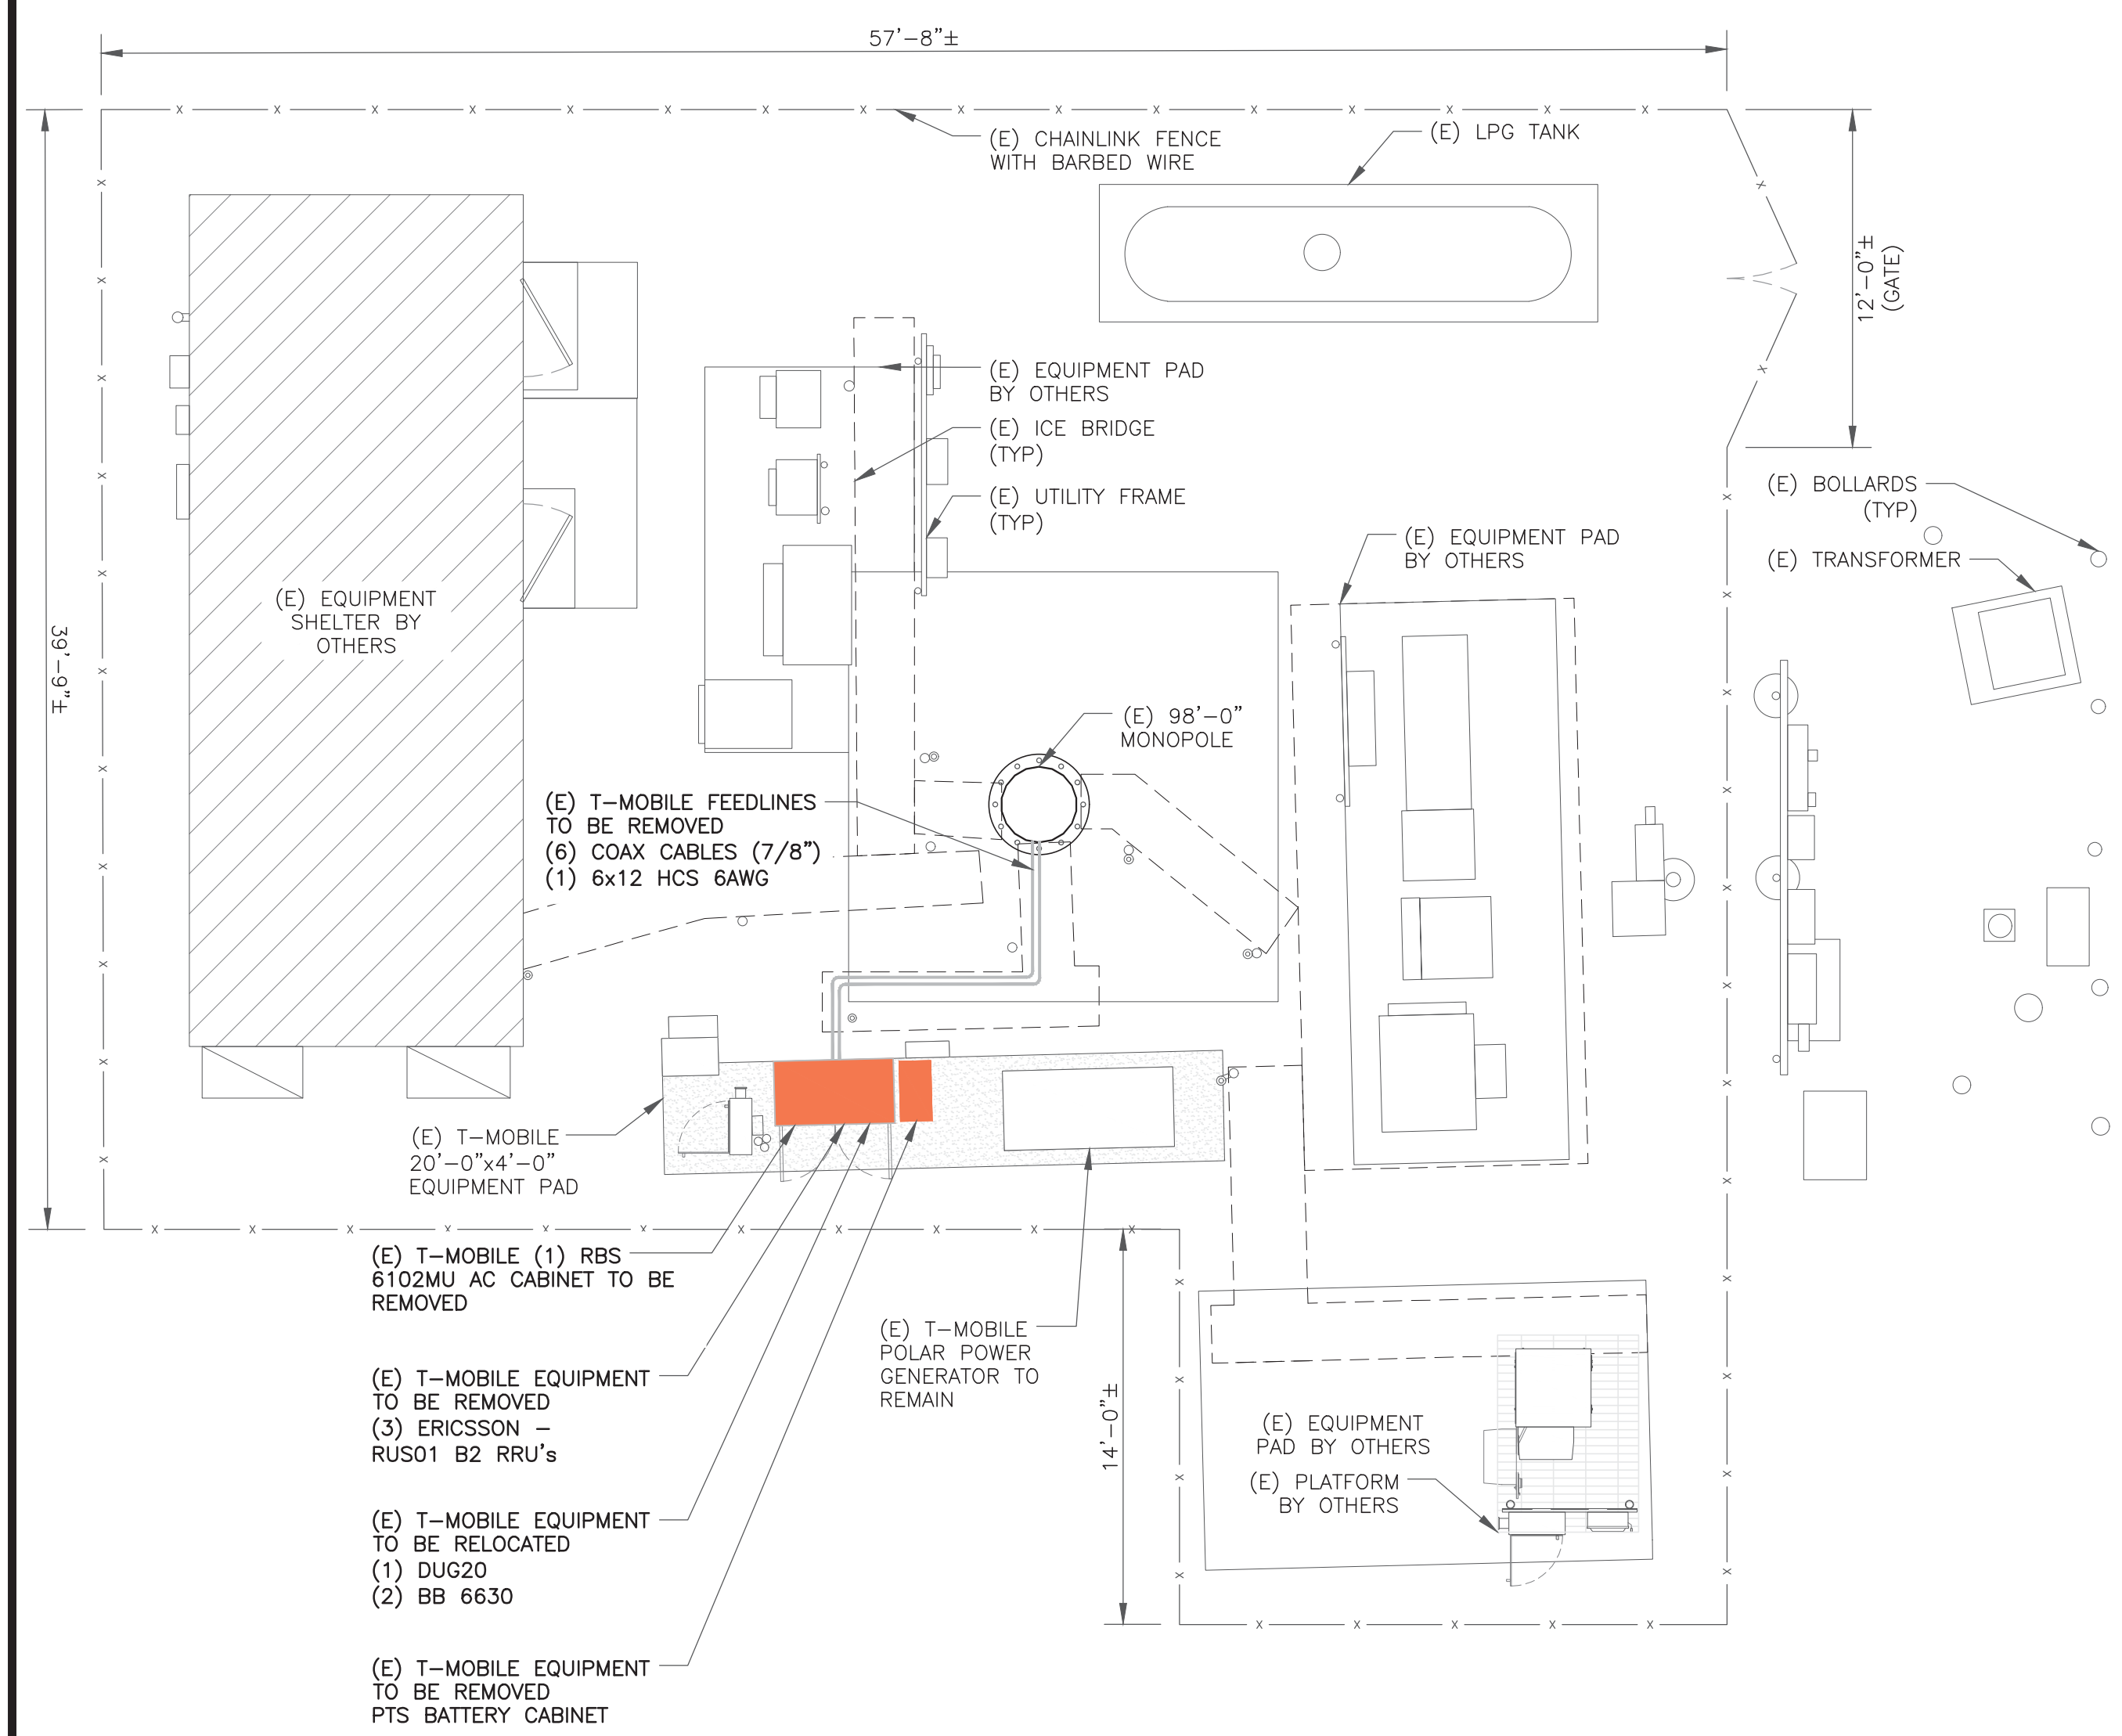 57'-8"±
(E) CHAINLINK FENCE
WITH BARBED WIRE
(E) LPG TANK
12'-0"±
(GATE)
(E) EQUIPMENT PAD
BY OTHERS
(E) ICE BRIDGE
(TYP)
(E) UTILITY FRAME
(TYP)
(E) BOLLARDS
(TYP)
(E) TRANSFORMER
(E) EQUIPMENT PAD
BY OTHERS
(E) EQUIPMENT
SHELTER BY
OTHERS
39'-9"±
(E) 98'-0"
MONOPOLE
(E) T-MOBILE FEEDLINES
TO BE REMOVED
(6) COAX CABLES (7/8")
(1) 6x12 HCS 6AWG
(E) T-MOBILE
20'-0"x4'-0"
EQUIPMENT PAD
(E) T-MOBILE (1) RBS
6102MU AC CABINET TO BE
REMOVED
(E) T-MOBILE
POLAR POWER
GENERATOR TO
REMAIN
(E) T-MOBILE EQUIPMENT
TO BE REMOVED
(3) ERICSSON -
RUS01 B2 RRU's
14'-0"±
(E) EQUIPMENT
PAD BY OTHERS
(E) PLATFORM
BY OTHERS
(E) T-MOBILE EQUIPMENT
TO BE RELOCATED
(1) DUG20
(2) BB 6630
(E) T-MOBILE EQUIPMENT
TO BE REMOVED
PTS BATTERY CABINET